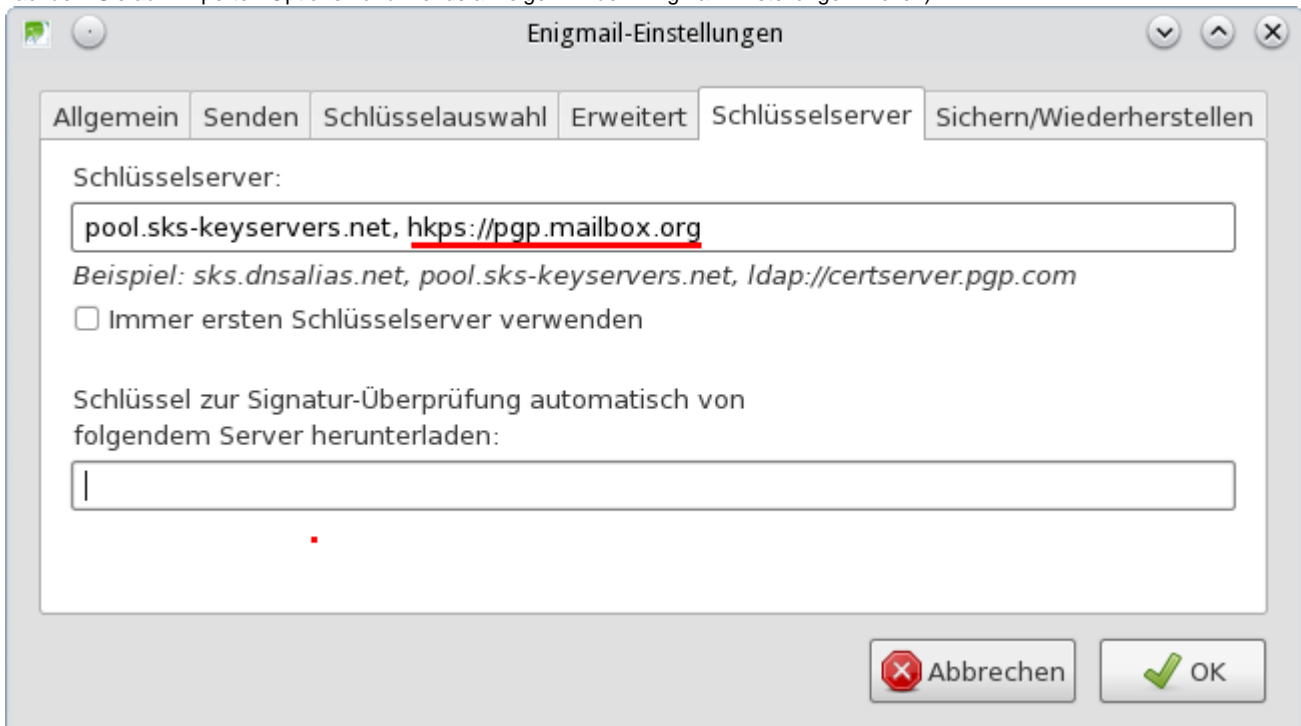 Enigmail-Einstellungen
Allgemein Senden Schlüsselauswahl Erweitert Schlüsselserver Sichern/Wiederherstellen
Schlüsselserver:
pool.sks-keyservers.net, hkps://pgp.mailbox.org
Beispiel: sks.dnsalias.net, pool.sks-keyservers.net, ldap://certserver.pgp.com
Immer ersten Schlüsselserver verwenden
Schlüssel zur Signatur-Überprüfung automatisch von
folgendem Server herunterladen:
Abbrechen OK